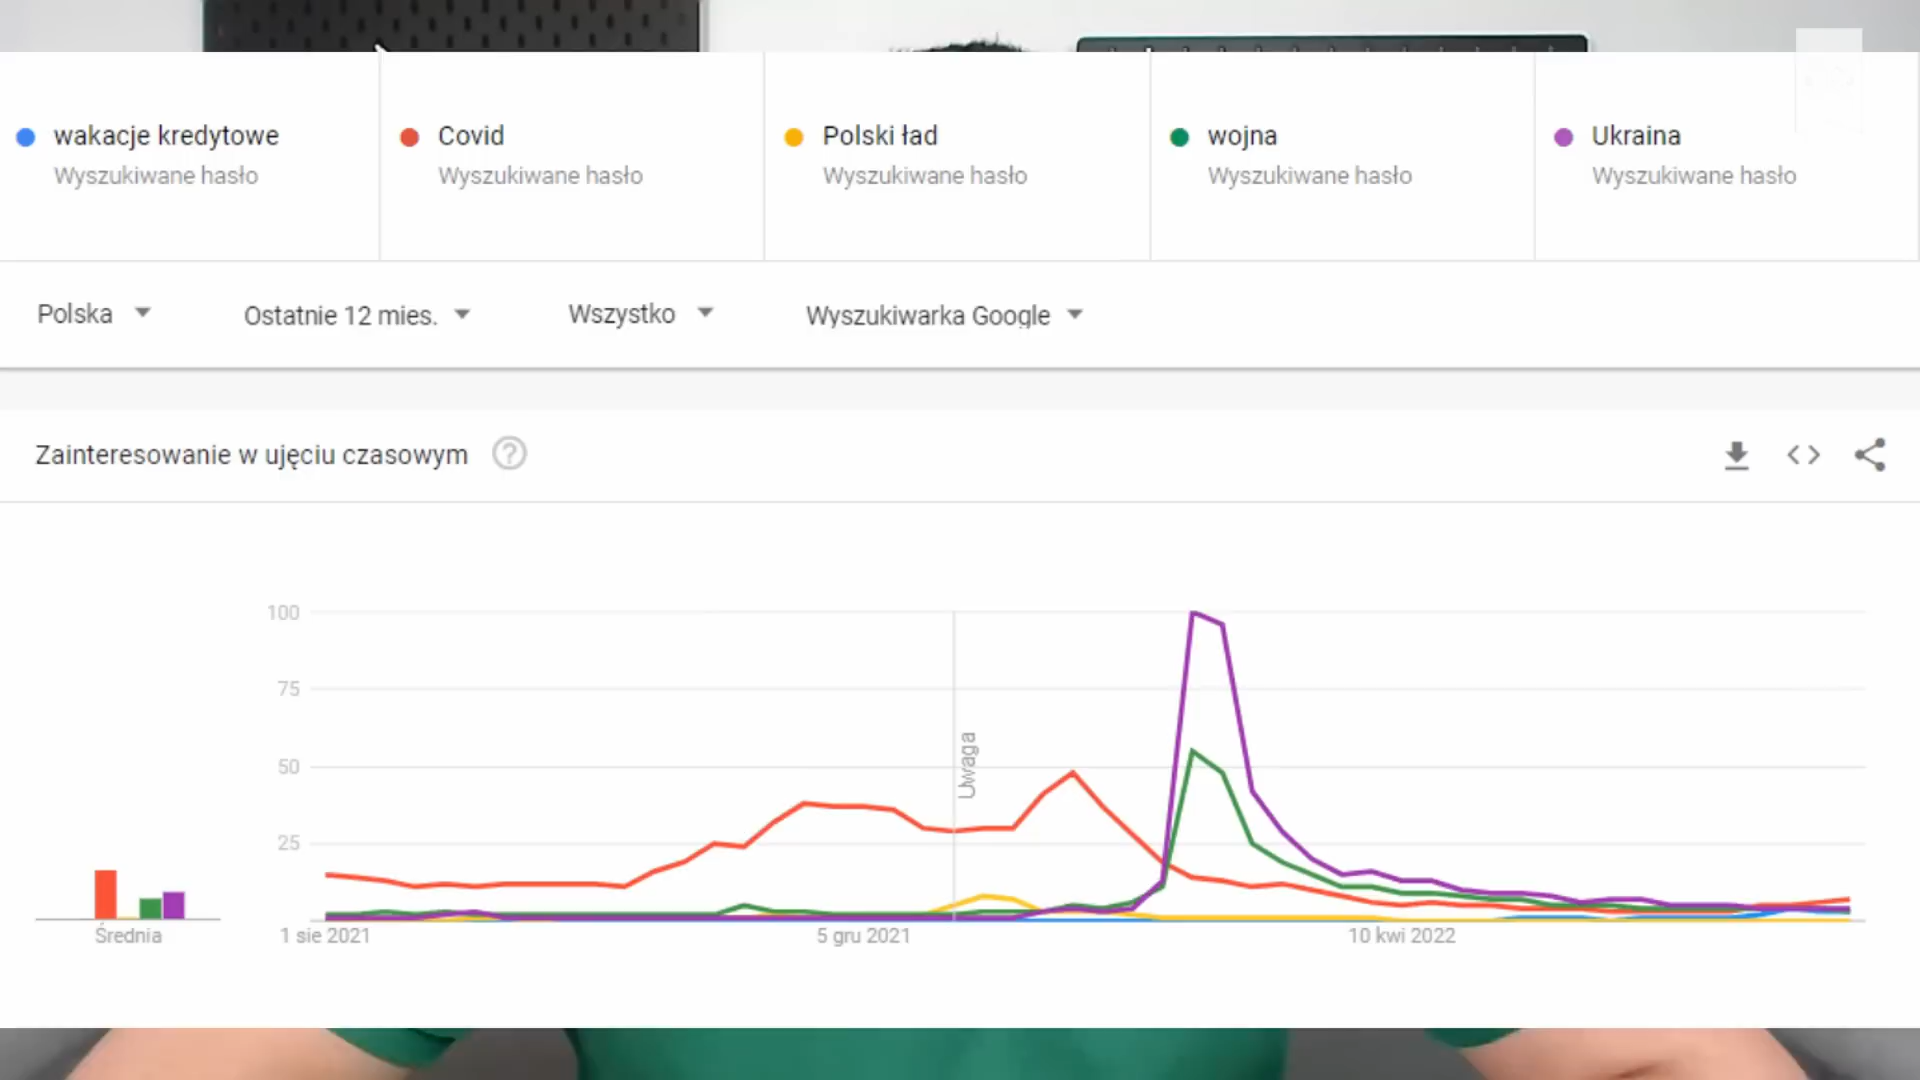 wakacje kredytowe
Wyszukiwane hasło
Covid
Wyszukiwane hasło
Polski ład
Wyszukiwane hasło
wojna
Wyszukiwane hasło
Ukraina
Wyszukiwane hasło
Polska
Ostatnie 12 mies.
Wszystko
Wyszukiwarka Google
Zainteresowanie w ujęciu czasowym
?
100
75
50
25
Uwaga
Średnia
1 sie 2021
5 gru 2021
10 kwi 2022